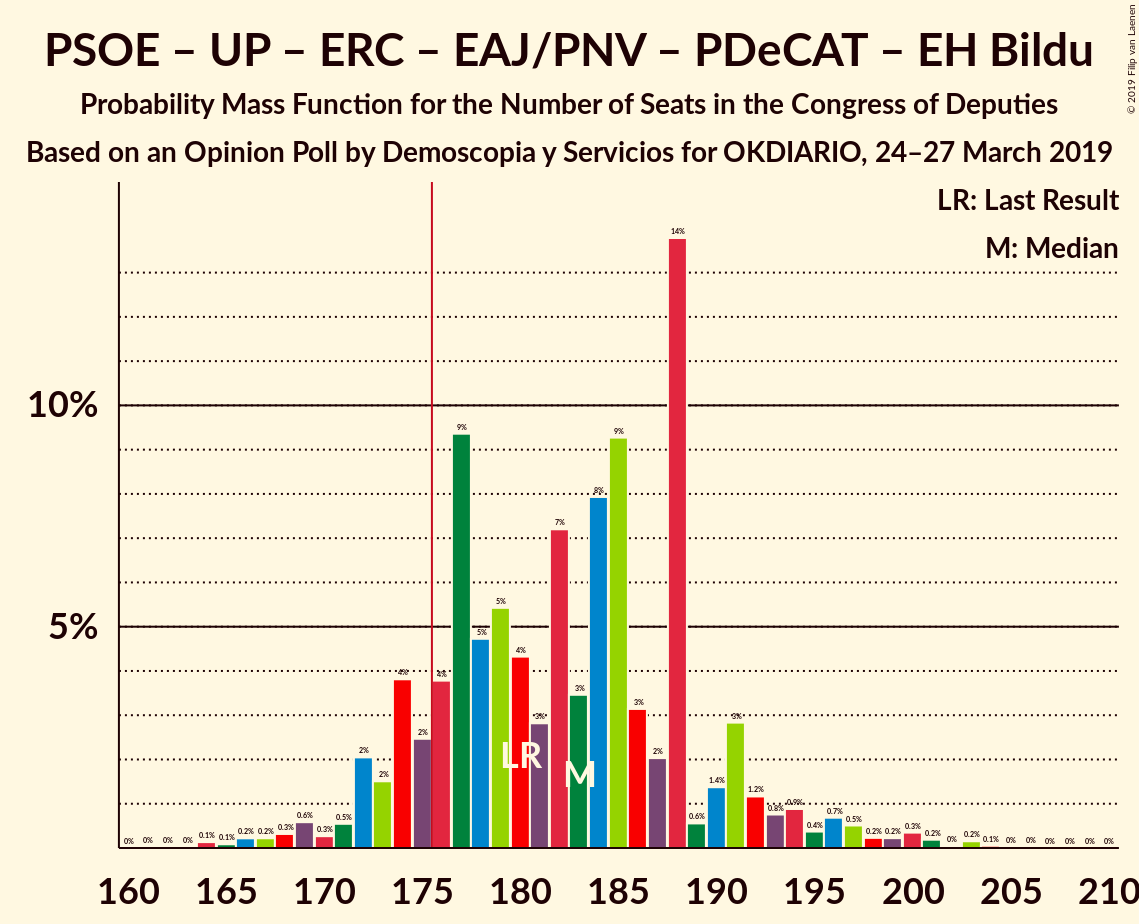 PSOE – UP – ERC – EAJ/PNV – PDeCAT – EH Bildu
Probability Mass Function for the Number of Seats in the Congress of Deputies
Based on an Opinion Poll by Demoscopia y Servicios for OKDIARIO, 24–27 March 2019
© 2019 Filip van Laenen
LR: Last Result
M: Median
10%
5%
0% 0% 0% 0% 0.1% 0.1% 0.2% 0.2% 0.3% 0.6% 0.3% 0.5% 2% 2% 4% 2% 4% 9% 5% 5% 4% 3% 7% 3% 8% 9% 3% 2% 14% 0.6% 1.4% 3% 1.2% 0.8% 0.9% 0.4% 0.7% 0.5% 0.2% 0.2% 0.3% 0.2% 0% 0.2% 0.1% 0% 0% 0% 0% 0% 0%
LR
M
160 165 170 175 180 185 190 195 200 205 210